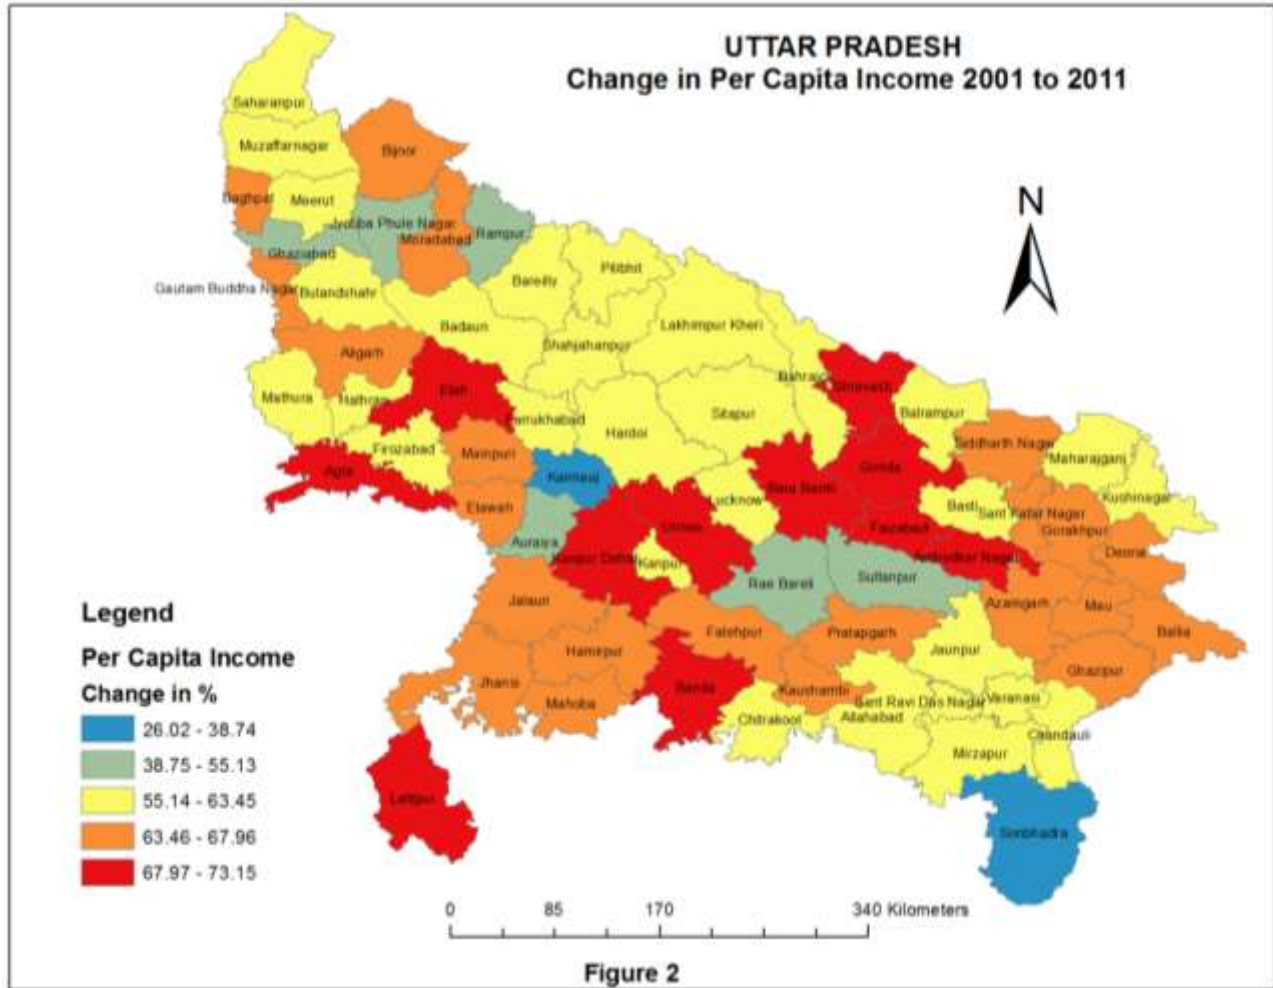 UTTAR PRADESH
Change in Per Capita Income 2001 to 2011
N
Saharanpur
Muzaffarnagar
Bijnor
Baghpat
Meerut
Jyotiba Phule Nagar
Moradabad
Rampur
Ghaziabad
Gautam Buddha Nagar
Bulandshahr
Bareilly
Pilibhit
Badaun
Shahjahanpur
Lakhimpur Kheri
Aligarh
Mathura
Hathras
Etah
Bahraich
Shrawasti
Balrampur
Farrukhabad
Hardoi
Sitapur
Siddharth Nagar
Maharajganj
Agra
Firozabad
Mainpuri
Kannauj
Lucknow
Bara Banki
Gonda
Kushinagar
Etawah
Auraiya
Kanpur Dehat
Unnao
Kanpur
Faizabad
Basti
Sant Kabir Nagar
Gorakhpur
Deoria
Ambedkar Nagar
Rae Bareli
Sultanpur
Azamgarh
Mau
Ballia
Jalaun
Hamirpur
Fatehpur
Pratapgarh
Jaunpur
Ghazipur
Jhansi
Mahoba
Banda
Kaushambi
Chitrakoot
Sant Ravi Das Nagar
Allahabad
Varanasi
Chandauli
Mirzapur
Lalitpur
Sonbhadra
Legend
Per Capita Income
Change in %
26.02 - 38.74
38.75 - 55.13
55.14 - 63.45
63.46 - 67.96
67.97 - 73.15
0 85 170 340 Kilometers
Figure 2